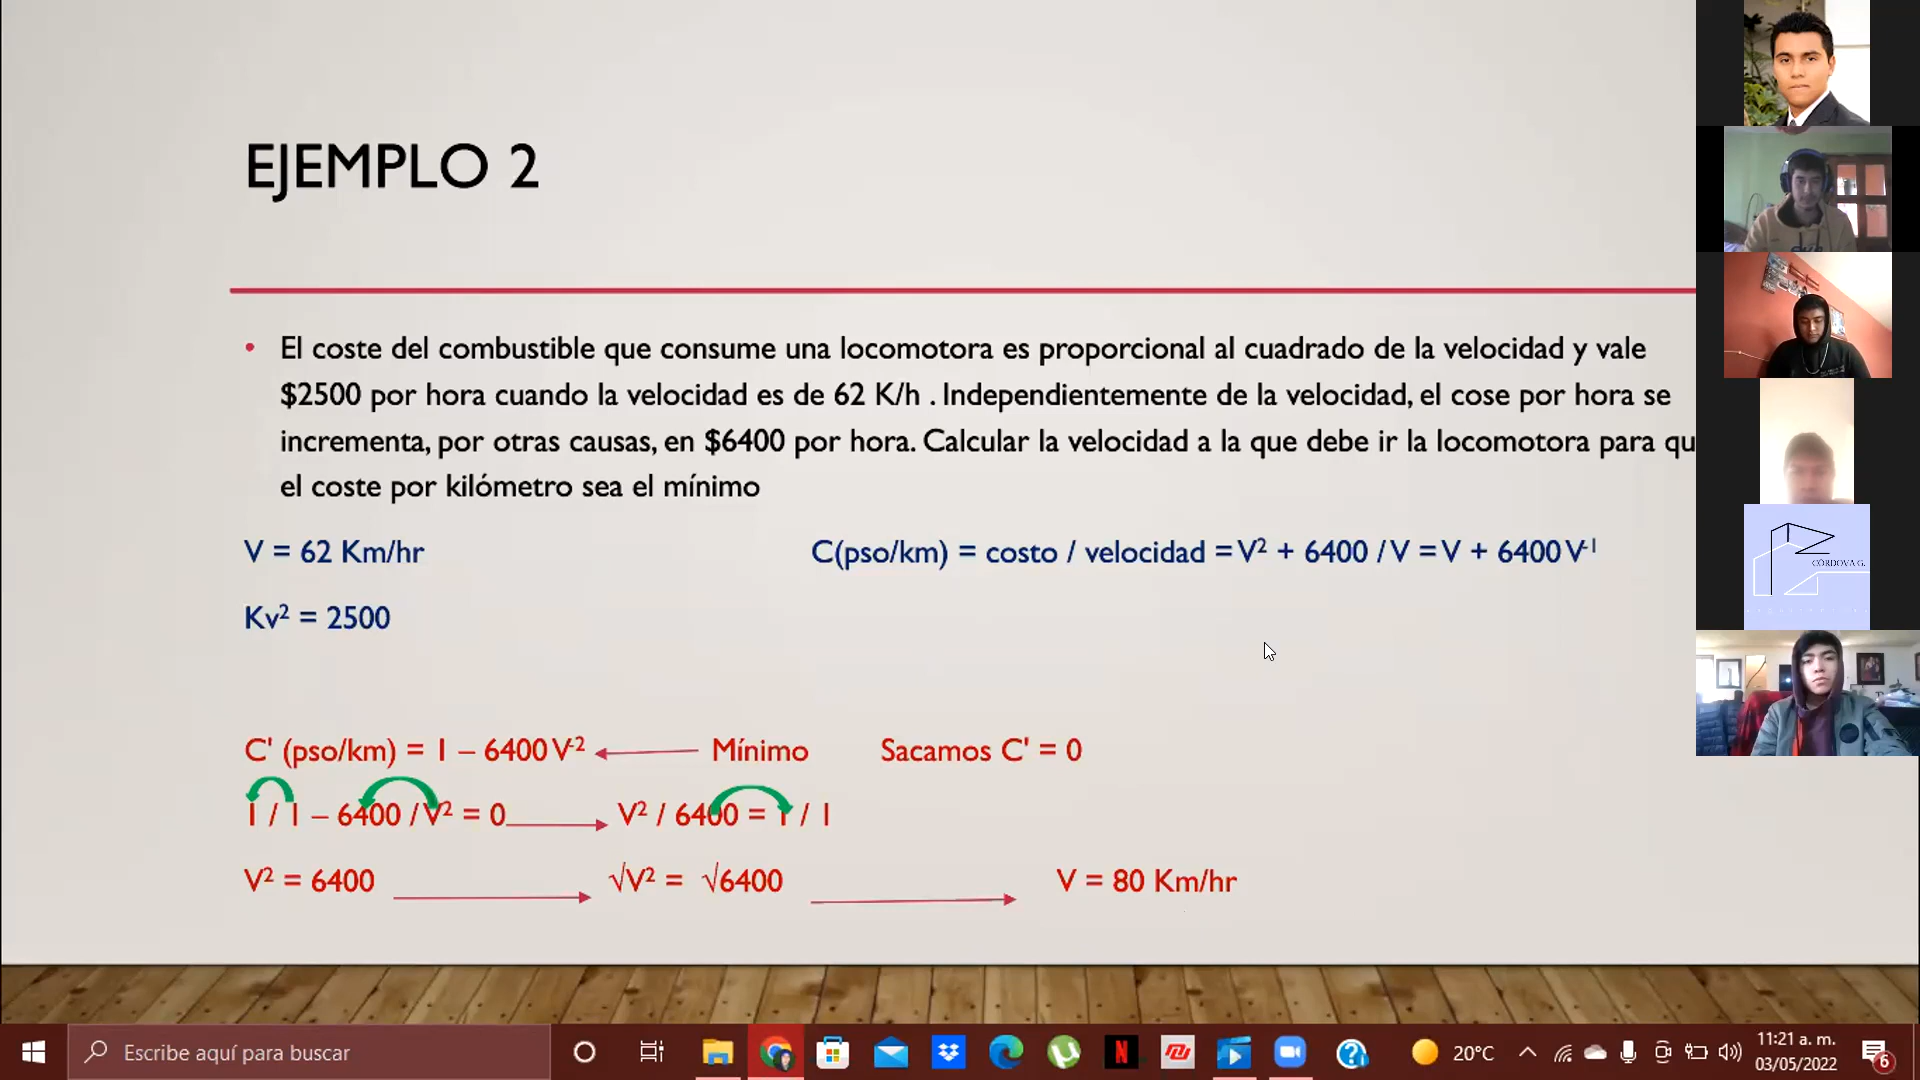 EJEMPLO 2
• El coste del combustible que consume una locomotora es proporcional al cuadrado de la velocidad y vale
$2500 por hora cuando la velocidad es de 62 K/h . Independientemente de la velocidad, el cose por hora se
incrementa, por otras causas, en $6400 por hora. Calcular la velocidad a la que debe ir la locomotora para qu
el coste por kilómetro sea el mínimo
V = 62 Km/hr
C(pso/km) = costo / velocidad = V² + 6400 / V = V + 6400 V⁻¹
Kv² = 2500
C' (pso/km) = 1 – 6400 V⁻² Mínimo Sacamos C' = 0
1 / 1 – 6400 / V² = 0 V² / 6400 = 1 / 1
V² = 6400 √V² = √6400 V = 80 Km/hr
CÓRDOVA G.
Escribe aquí para buscar
20°C
11:21 a. m.
03/05/2022
6